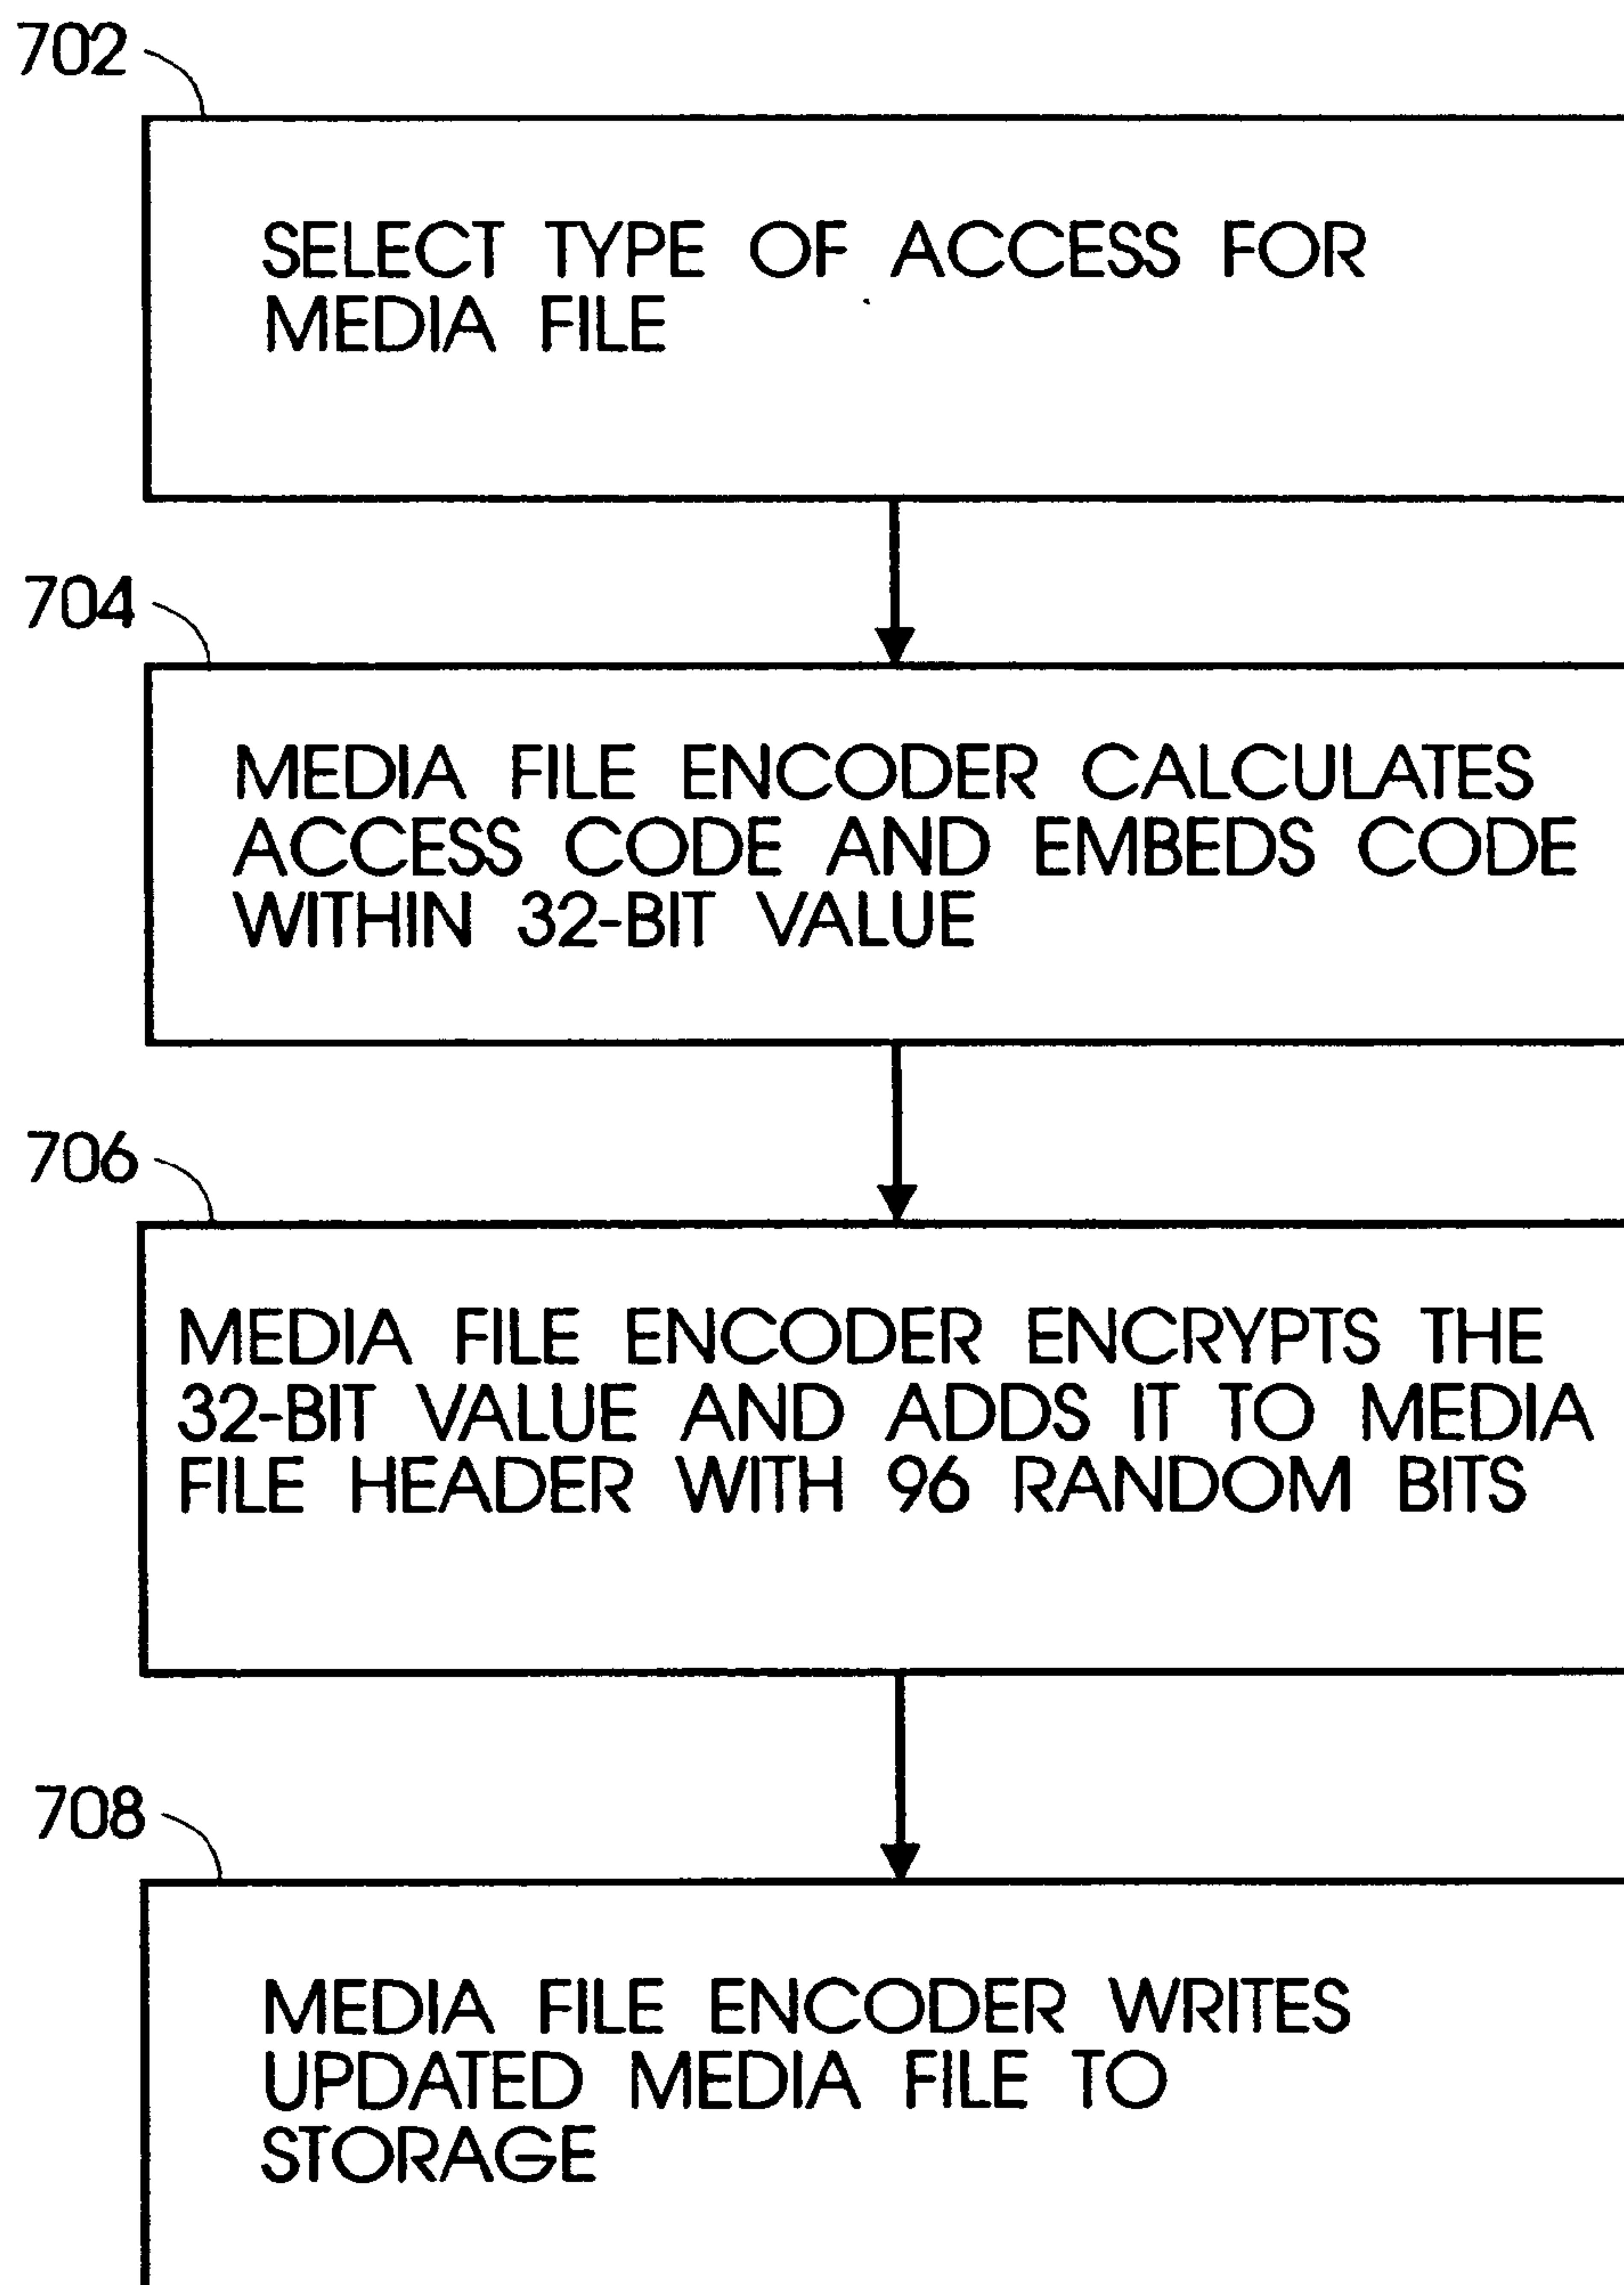 702
SELECT TYPE OF ACCESS FOR
MEDIA FILE
704
MEDIA FILE ENCODER CALCULATES
ACCESS CODE AND EMBEDS CODE
WITHIN 32-BIT VALUE
706
MEDIA FILE ENCODER ENCRYPTS THE
32-BIT VALUE AND ADDS IT TO MEDIA
FILE HEADER WITH 96 RANDOM BITS
708
MEDIA FILE ENCODER WRITES
UPDATED MEDIA FILE TO
STORAGE